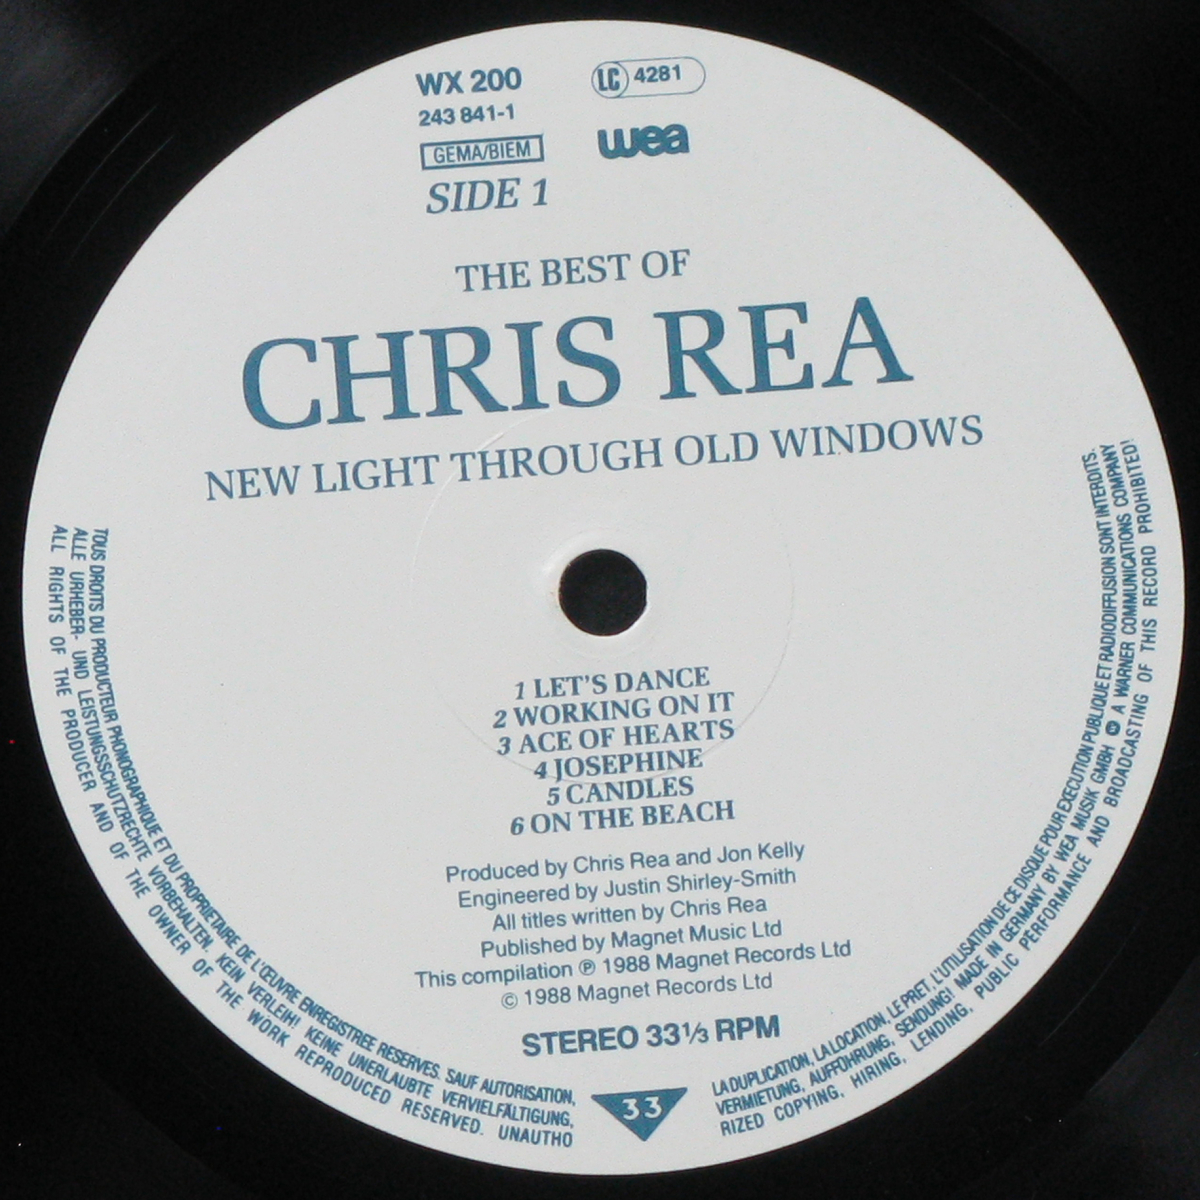 WX 200
243 841-1
GEMA/BIEM
SIDE 1
LC 4281
wea
THE BEST OF
CHRIS REA
NEW LIGHT THROUGH OLD WINDOWS
1 LET'S DANCE
2 WORKING ON IT
3 ACE OF HEARTS
4 JOSEPHINE
5 CANDLES
6 ON THE BEACH
Produced by Chris Rea and Jon Kelly
Engineered by Justin Shirley-Smith
All titles written by Chris Rea
Published by Magnet Music Ltd
This compilation ℗ 1988 Magnet Records Ltd
© 1988 Magnet Records Ltd
STEREO 33⅓ RPM
33
TOUS DROITS DU PRODUCTEUR PHONOGRAPHIQUE ET DU PROPRIETAIRE DE L'ŒUVRE ENREGISTREE RESERVES. SAUF AUTORISATION, LA DUPLICATION, LA LOCATION, LE PRET, L'UTILISATION DE CE DISQUE POUR EXECUTION PUBLIQUE ET RADIODIFFUSION SONT INTERDITS.
ALLE URHEBER- UND LEISTUNGSSCHUTZRECHTE VORBEHALTEN. KEIN VERLEIH! KEINE UNERLAUBTE VERVIELFÄLTIGUNG, VERMIETUNG, AUFFÜHRUNG, SENDUNG! MADE IN GERMANY BY WEA MUSIK GMBH A WARNER COMMUNICATIONS COMPANY
ALL RIGHTS OF THE PRODUCER AND OF THE OWNER OF THE WORK REPRODUCED RESERVED. UNAUTHO RIZED COPYING, HIRING, LENDING, PUBLIC PERFORMANCE AND BROADCASTING OF THIS RECORD PROHIBITED!